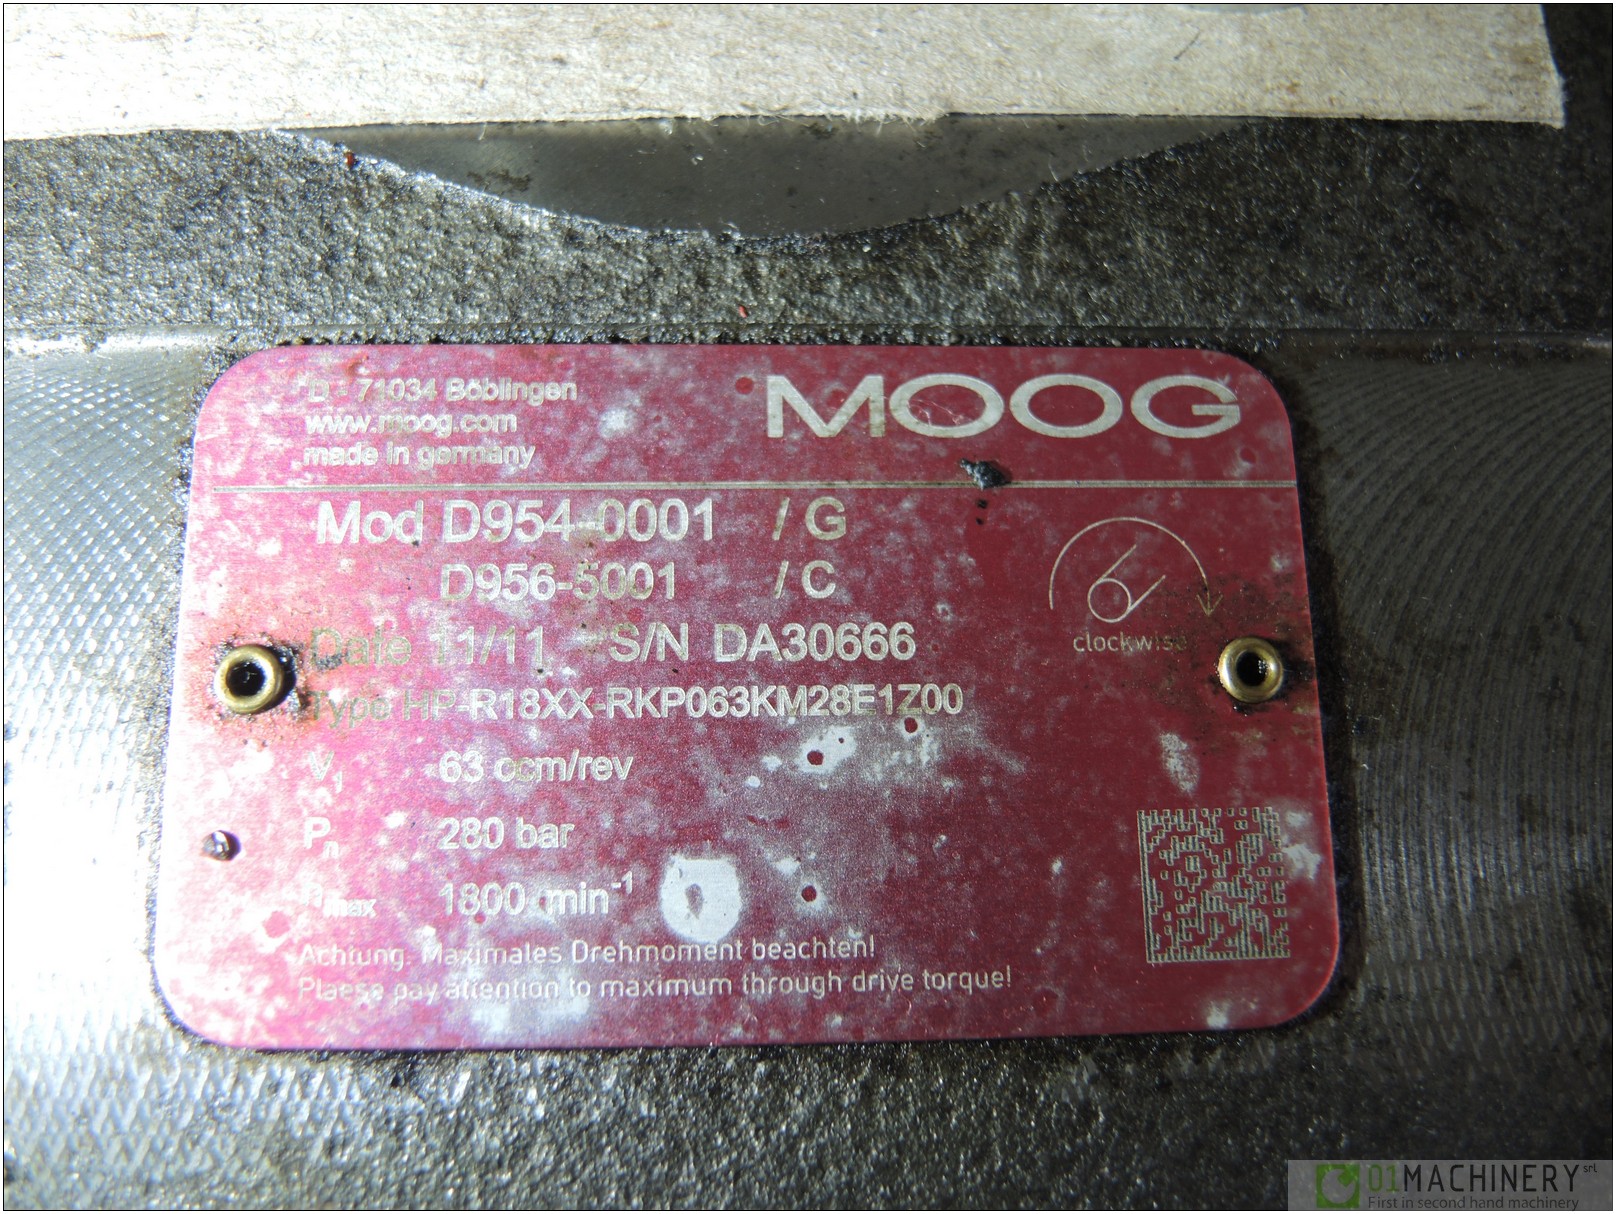 D - 71034 Böblingen
www.moog.com
made in germany
MOOG
Mod D954-0001 / G
D956-5001 / C
clockwise
Date 11/11 S/N DA30666
Type HP-R18XX-RKP063KM28E1Z00
V₁ 63 ccm/rev
Pₙ 280 bar
nmax 1800 min⁻¹
Achtung. Maximales Drehmoment beachten!
Plaese pay attention to maximum through drive torque!
01MACHINERY srl
First in second hand machinery